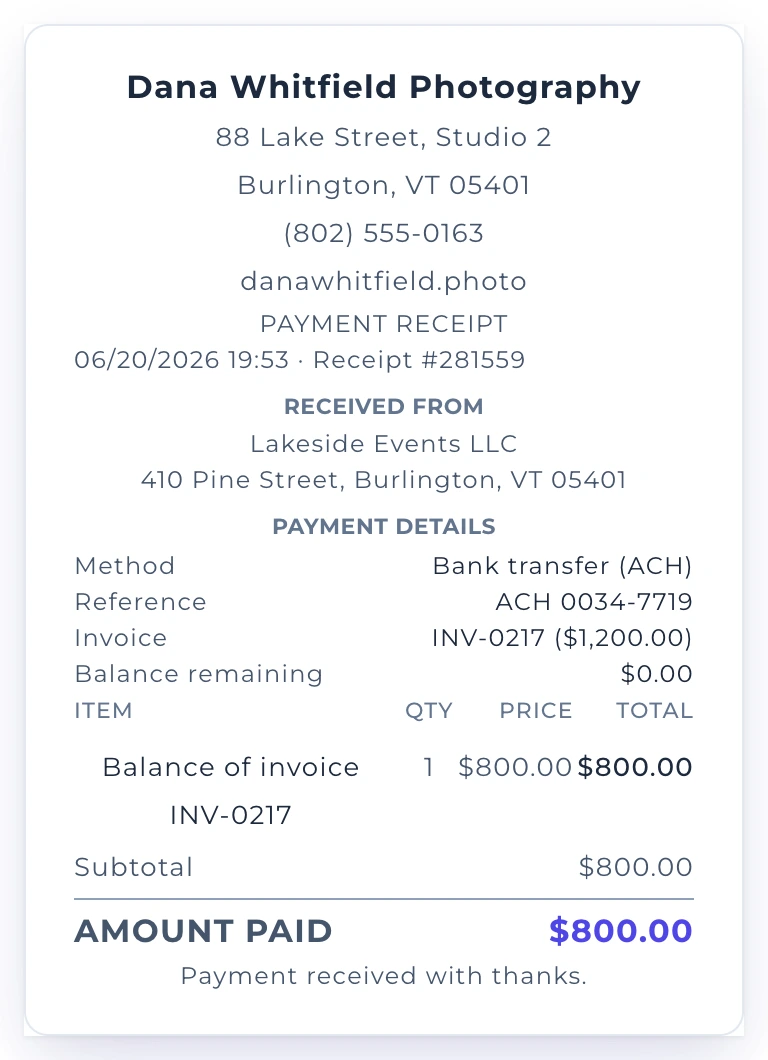 Dana Whitfield Photography
88 Lake Street, Studio 2
Burlington, VT 05401
(802) 555-0163
danawhitfield.photo
PAYMENT RECEIPT
06/20/2026 19:53 · Receipt #281559
RECEIVED FROM
Lakeside Events LLC
410 Pine Street, Burlington, VT 05401
PAYMENT DETAILS
Method Bank transfer (ACH)
Reference ACH 0034-7719
Invoice INV-0217 ($1,200.00)
Balance remaining $0.00
ITEM QTY PRICE TOTAL
Balance of invoice 1 $800.00 $800.00
INV-0217
Subtotal $800.00
AMOUNT PAID $800.00
Payment received with thanks.